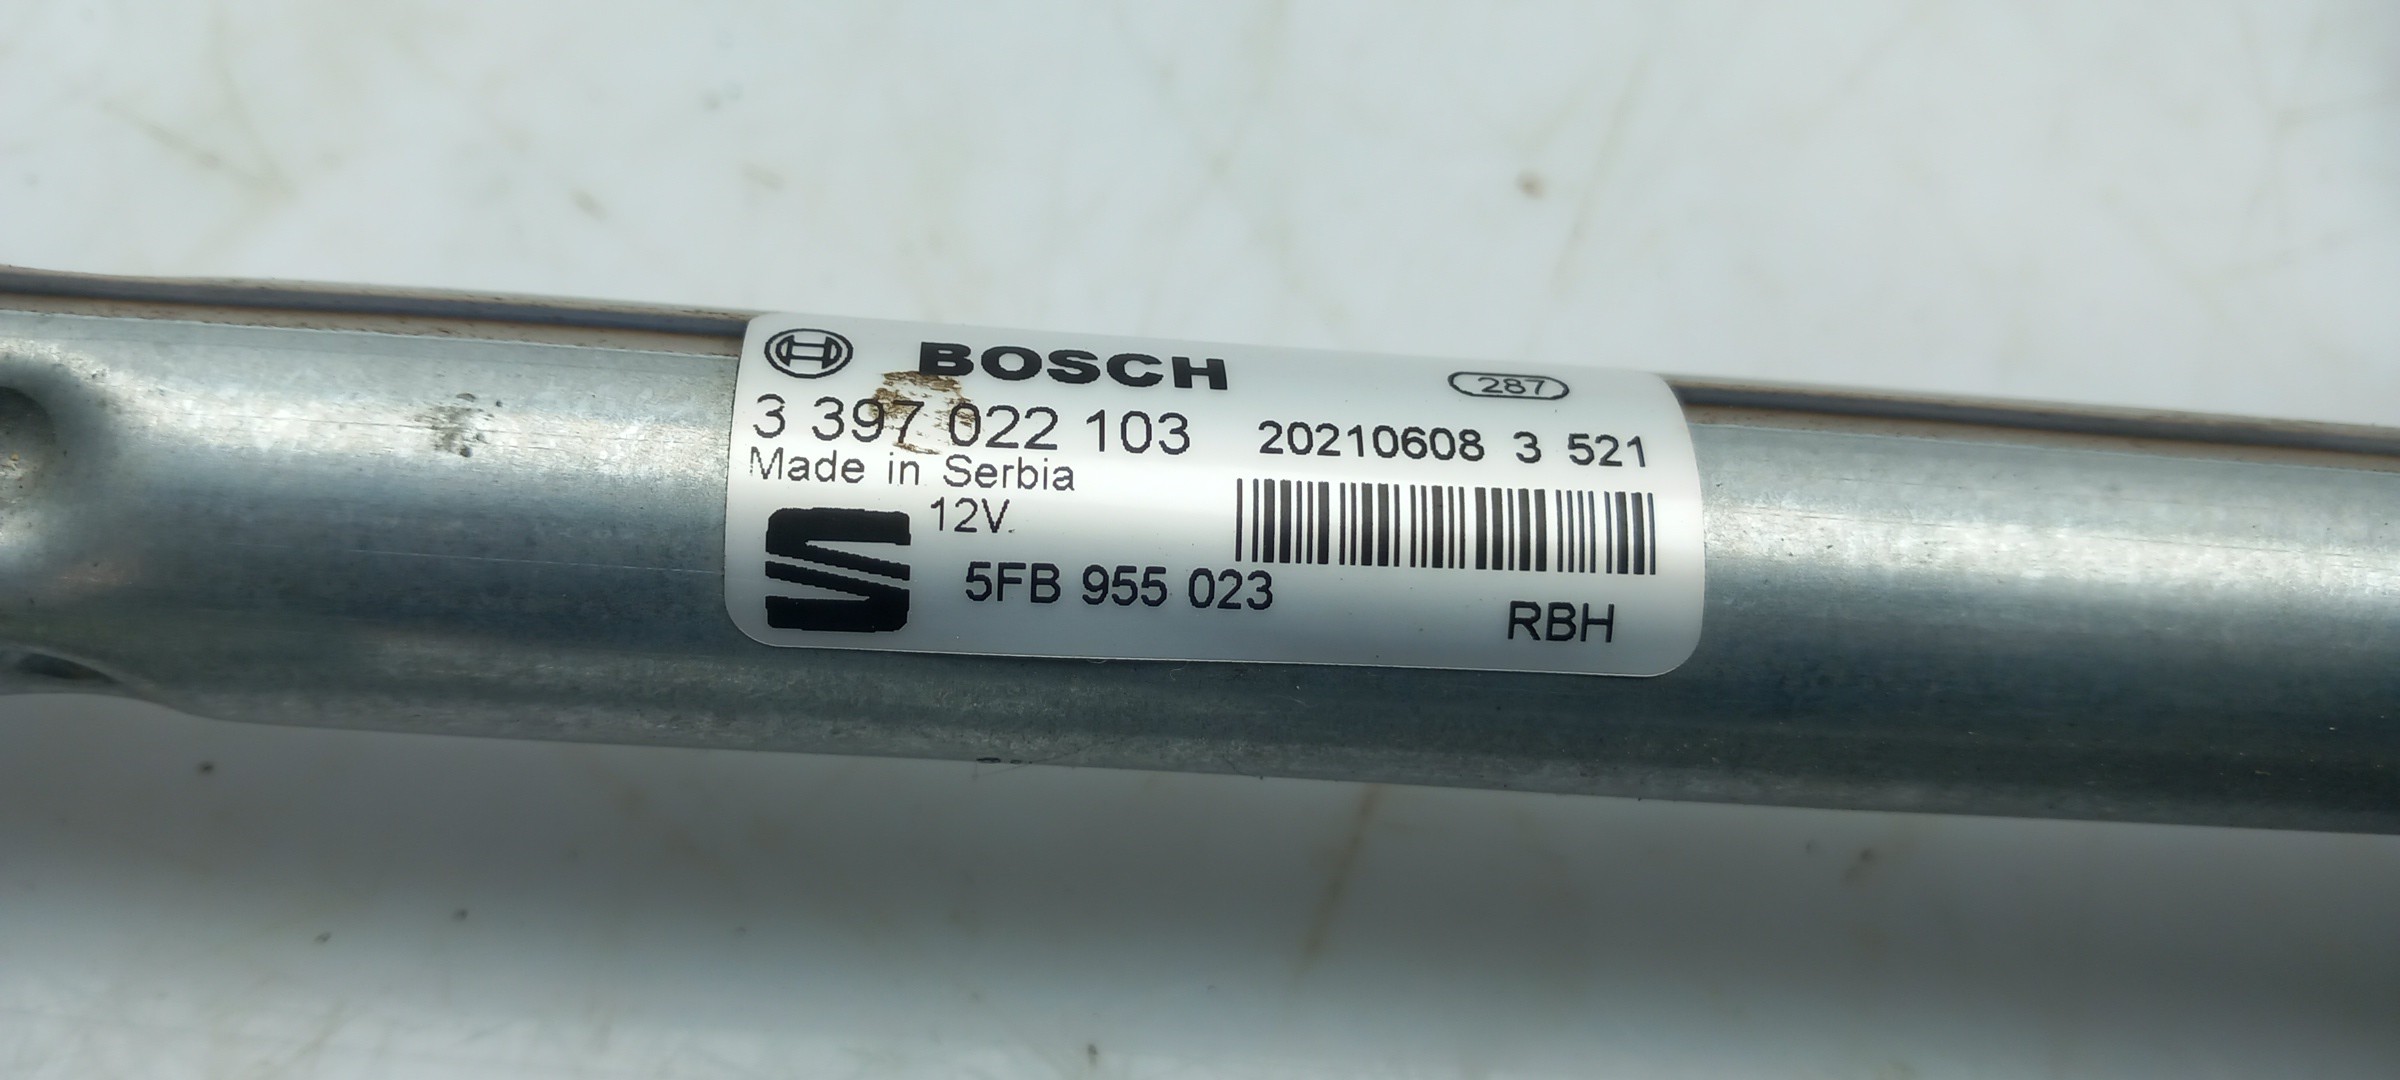 BOSCH 287
3 397 022 103 20210608 3 521
Made in Serbia
12V
5FB 955 023
RBH